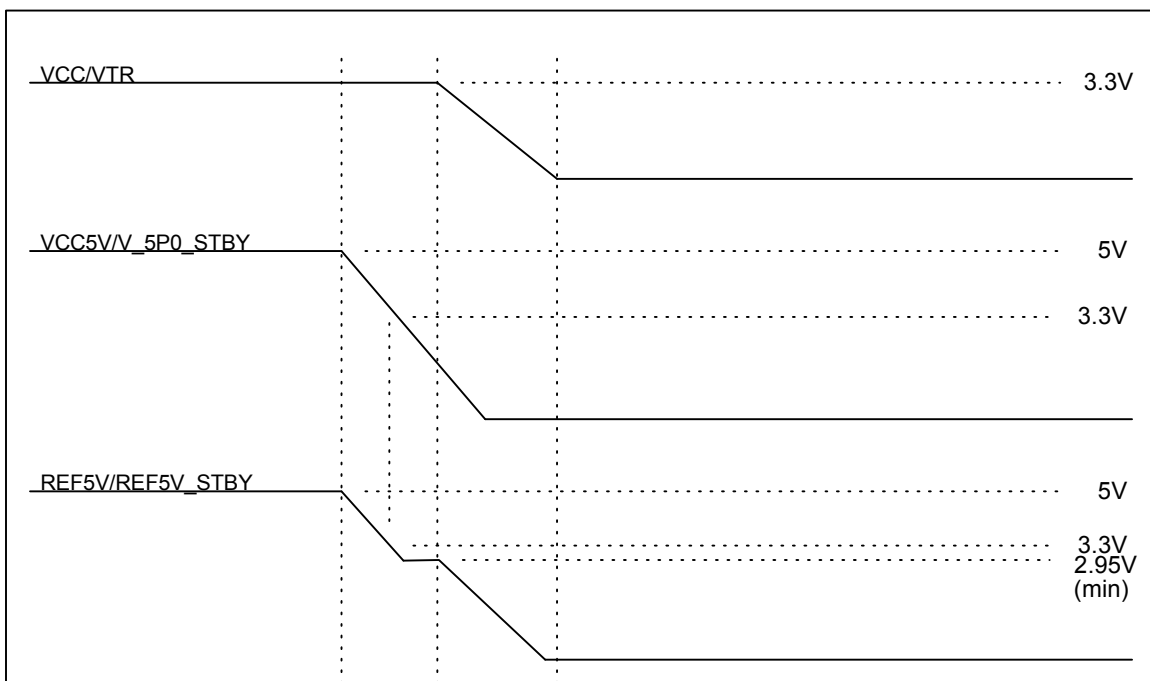 VCC/VTR
3.3V
VCC5V/V_5P0_STBY
5V
3.3V
REF5V/REF5V_STBY
5V
3.3V
2.95V
(min)